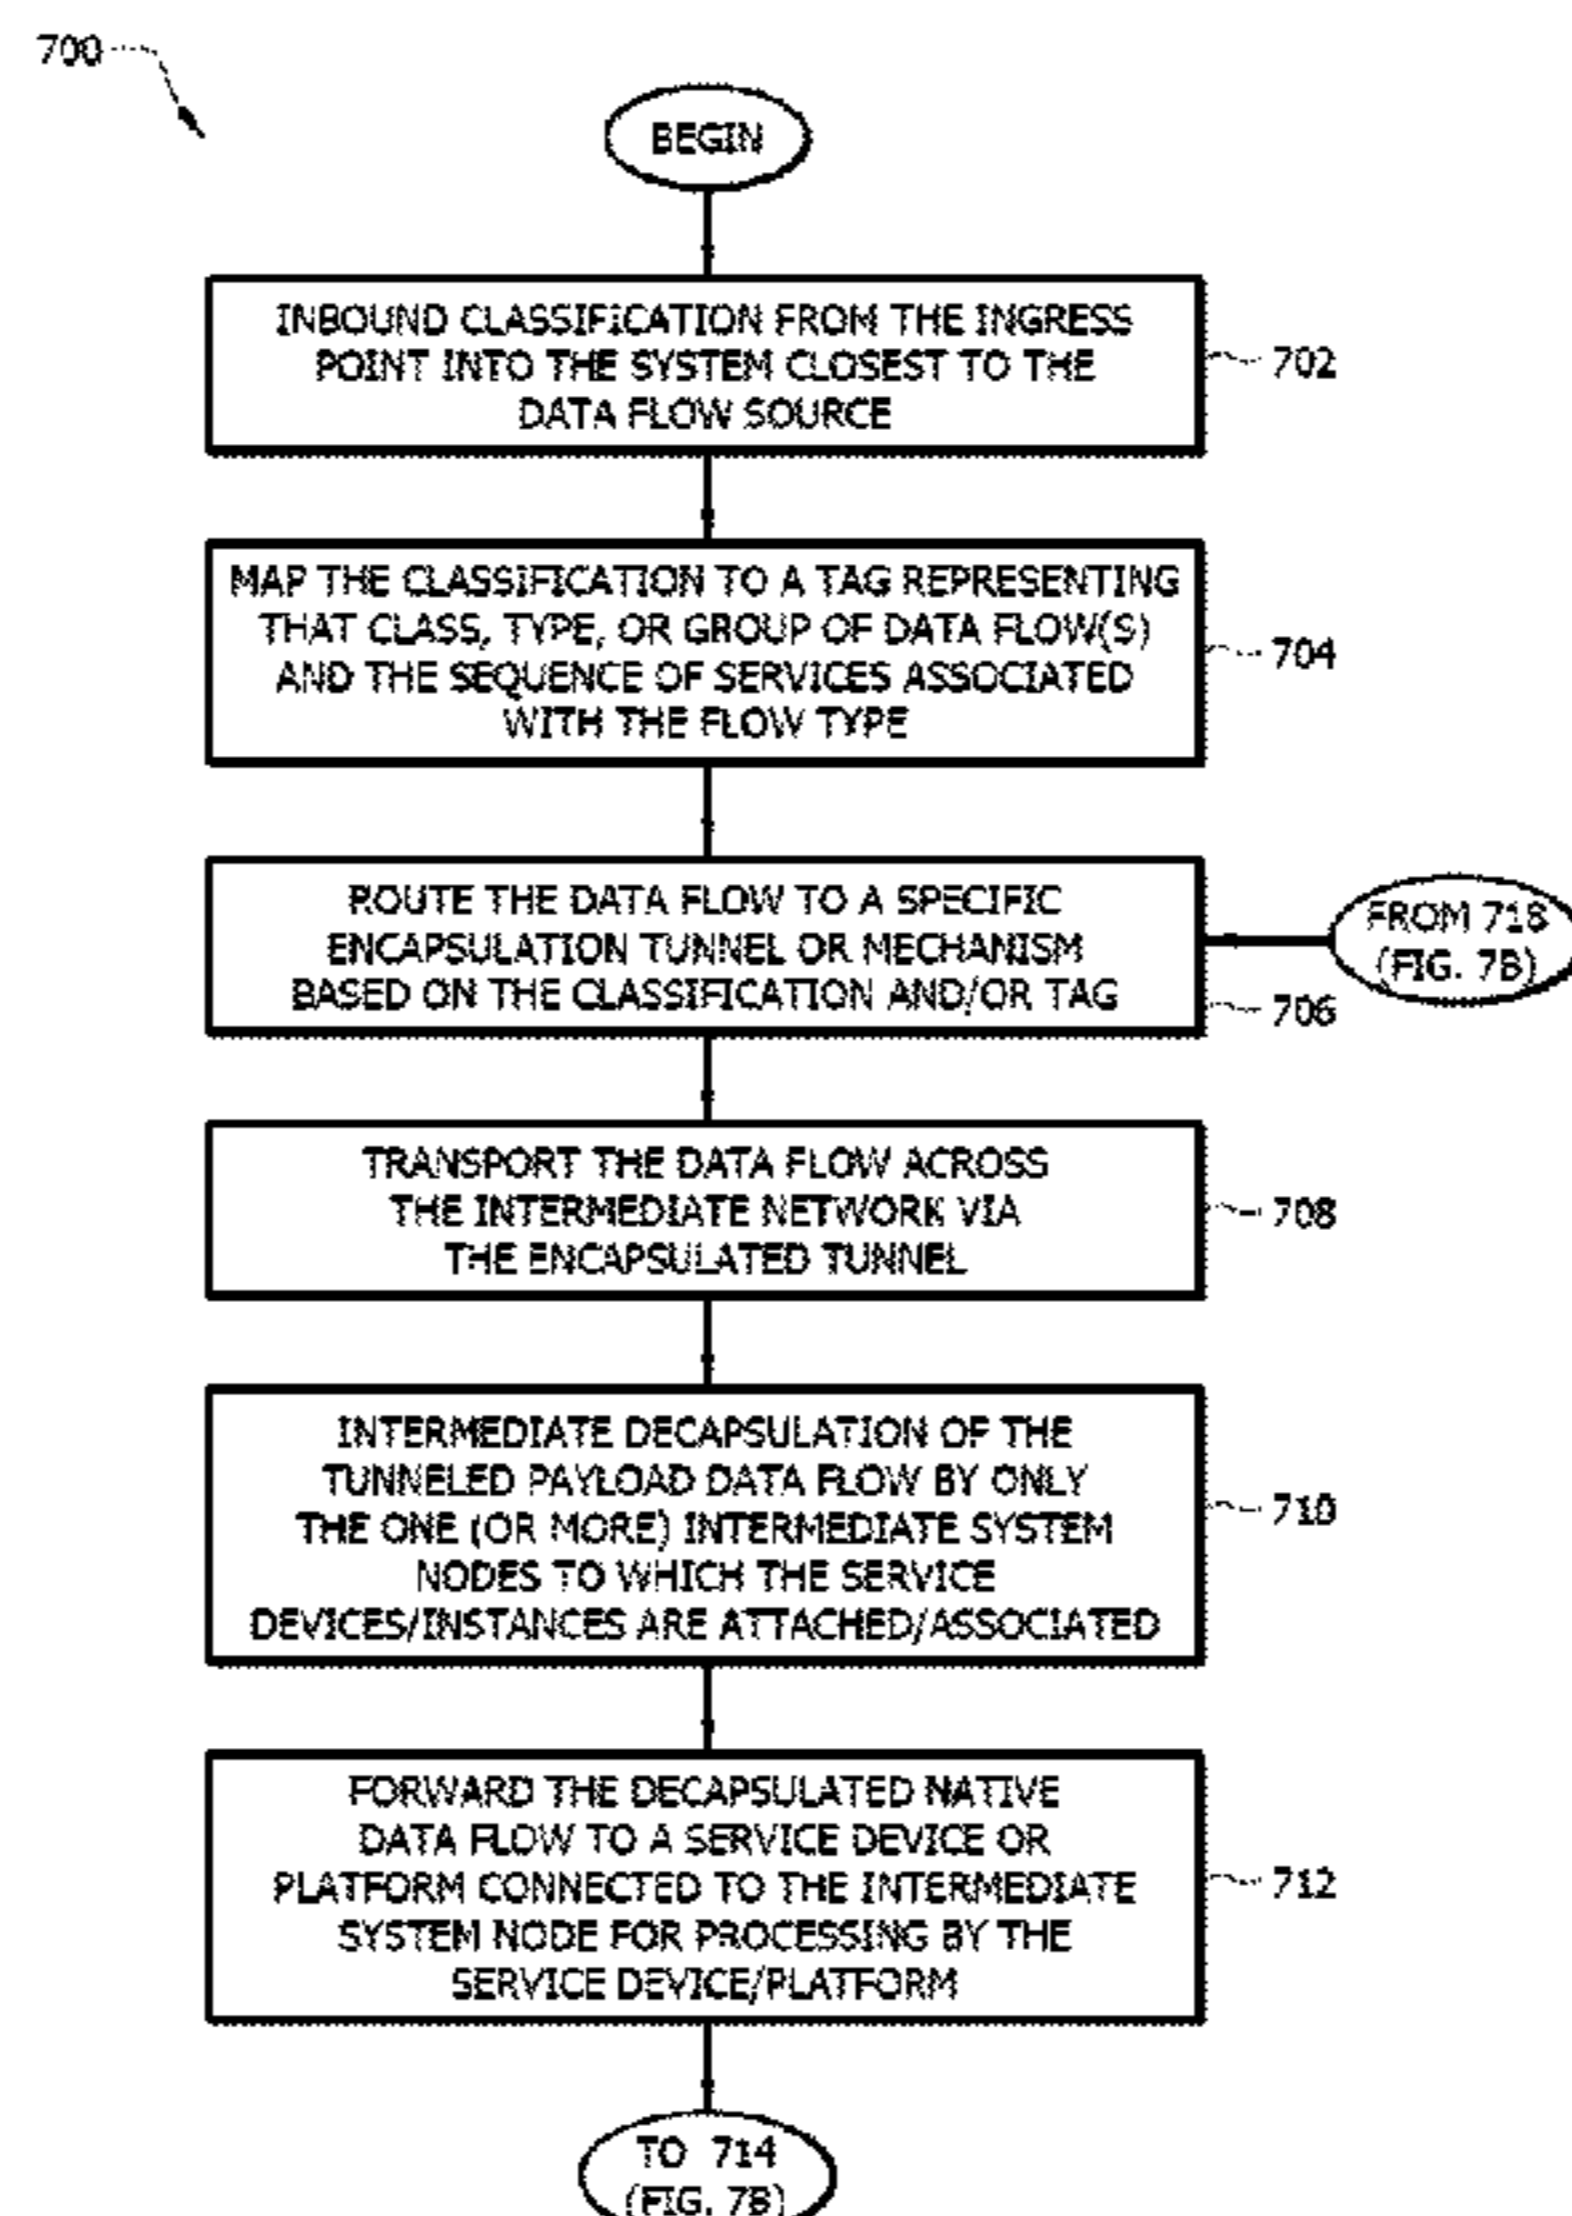 700
BEGIN
INBOUND CLASSIFICATION FROM THE INGRESS
POINT INTO THE SYSTEM CLOSEST TO THE
DATA FLOW SOURCE
702
MAP THE CLASSIFICATION TO A TAG REPRESENTING
THAT CLASS, TYPE, OR GROUP OF DATA FLOW(S)
AND THE SEQUENCE OF SERVICES ASSOCIATED
WITH THE FLOW TYPE
704
ROUTE THE DATA FLOW TO A SPECIFIC
ENCAPSULATION TUNNEL OR MECHANISM
BASED ON THE CLASSIFICATION AND/OR TAG
706
FROM 718
(FIG. 7B)
TRANSPORT THE DATA FLOW ACROSS
THE INTERMEDIATE NETWORK VIA
THE ENCAPSULATED TUNNEL
708
INTERMEDIATE DECAPSULATION OF THE
TUNNELED PAYLOAD DATA FLOW BY ONLY
THE ONE (OR MORE) INTERMEDIATE SYSTEM
NODES TO WHICH THE SERVICE
DEVICES/INSTANCES ARE ATTACHED/ASSOCIATED
710
FORWARD THE DECAPSULATED NATIVE
DATA FLOW TO A SERVICE DEVICE OR
PLATFORM CONNECTED TO THE INTERMEDIATE
SYSTEM NODE FOR PROCESSING BY THE
SERVICE DEVICE/PLATFORM
712
TO 714
(FIG. 7B)